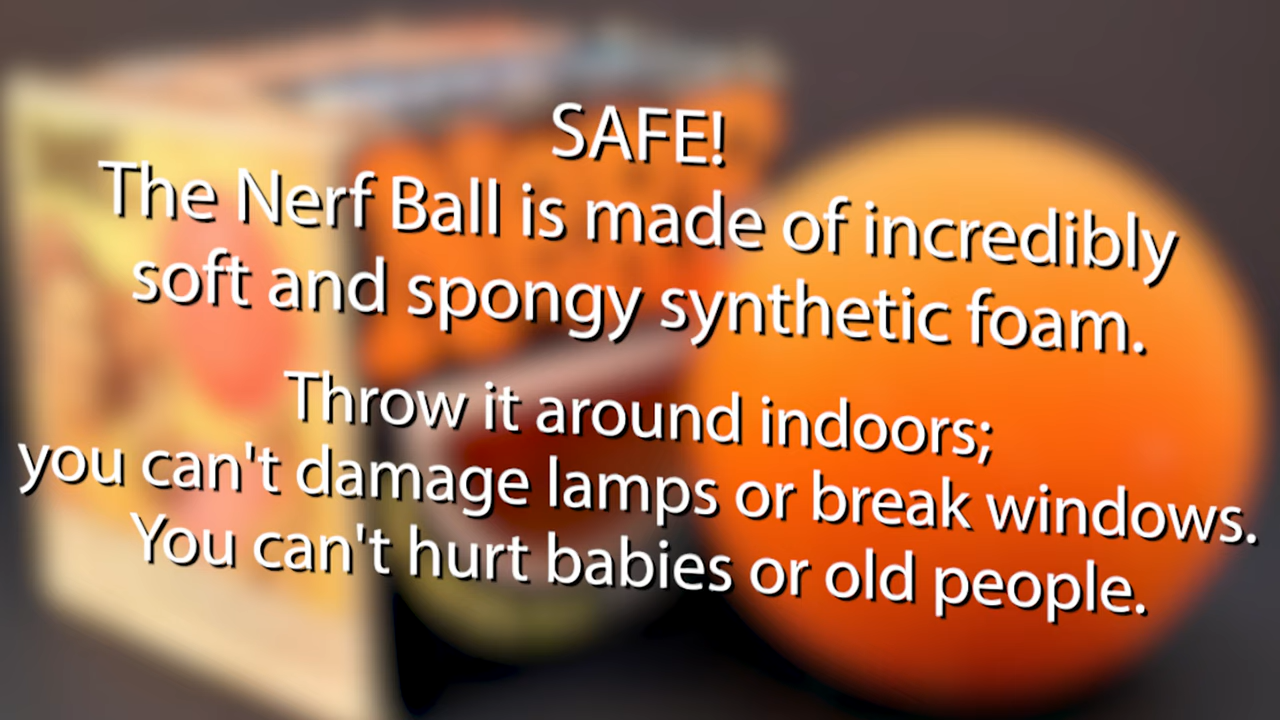 SAFE!
The Nerf Ball is made of incredibly
soft and spongy synthetic foam.
Throw it around indoors;
you can't damage lamps or break windows.
You can't hurt babies or old people.